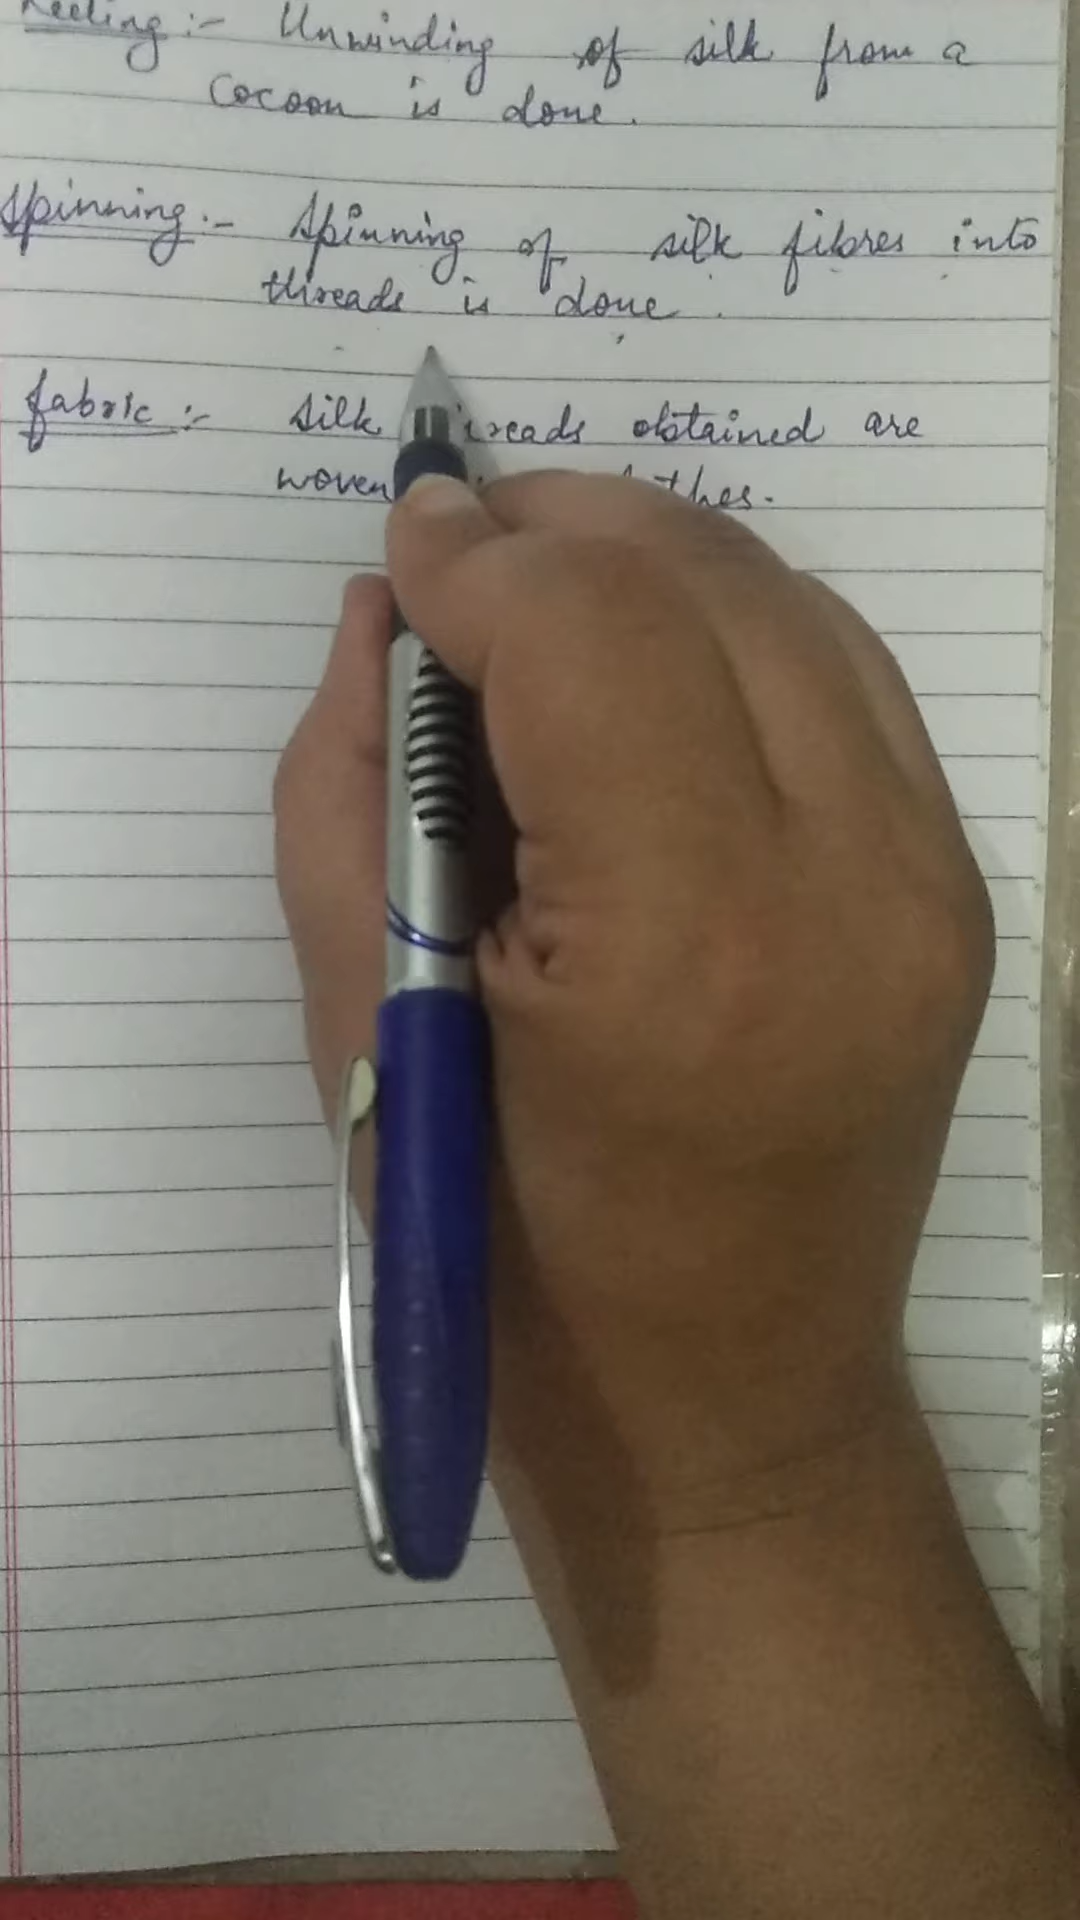 Reeling :- Unwinding of silk from a
cocoon is done.
Spinning :- Spinning of silk fibres into
threads is done.
fabric :- Silk obtained are
woven